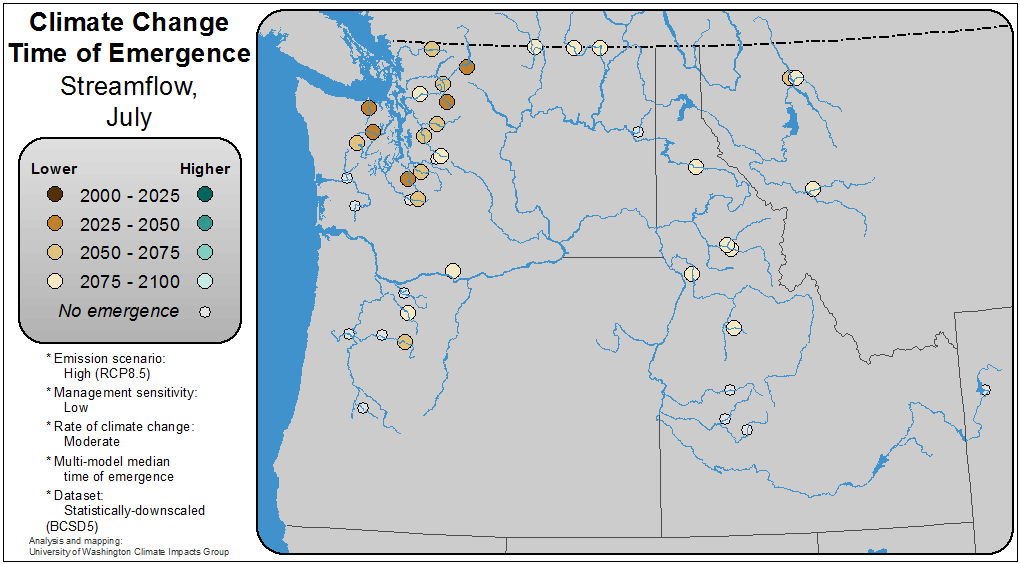 Climate Change
Time of Emergence
Streamflow,
July
Lower Higher
2000 - 2025
2025 - 2050
2050 - 2075
2075 - 2100
No emergence
* Emission scenario:
High (RCP8.5)
* Management sensitivity:
Low
* Rate of climate change:
Moderate
* Multi-model median
time of emergence
* Dataset:
Statistically-downscaled
(BCSD5)
Analysis and mapping:
University of Washington Climate Impacts Group